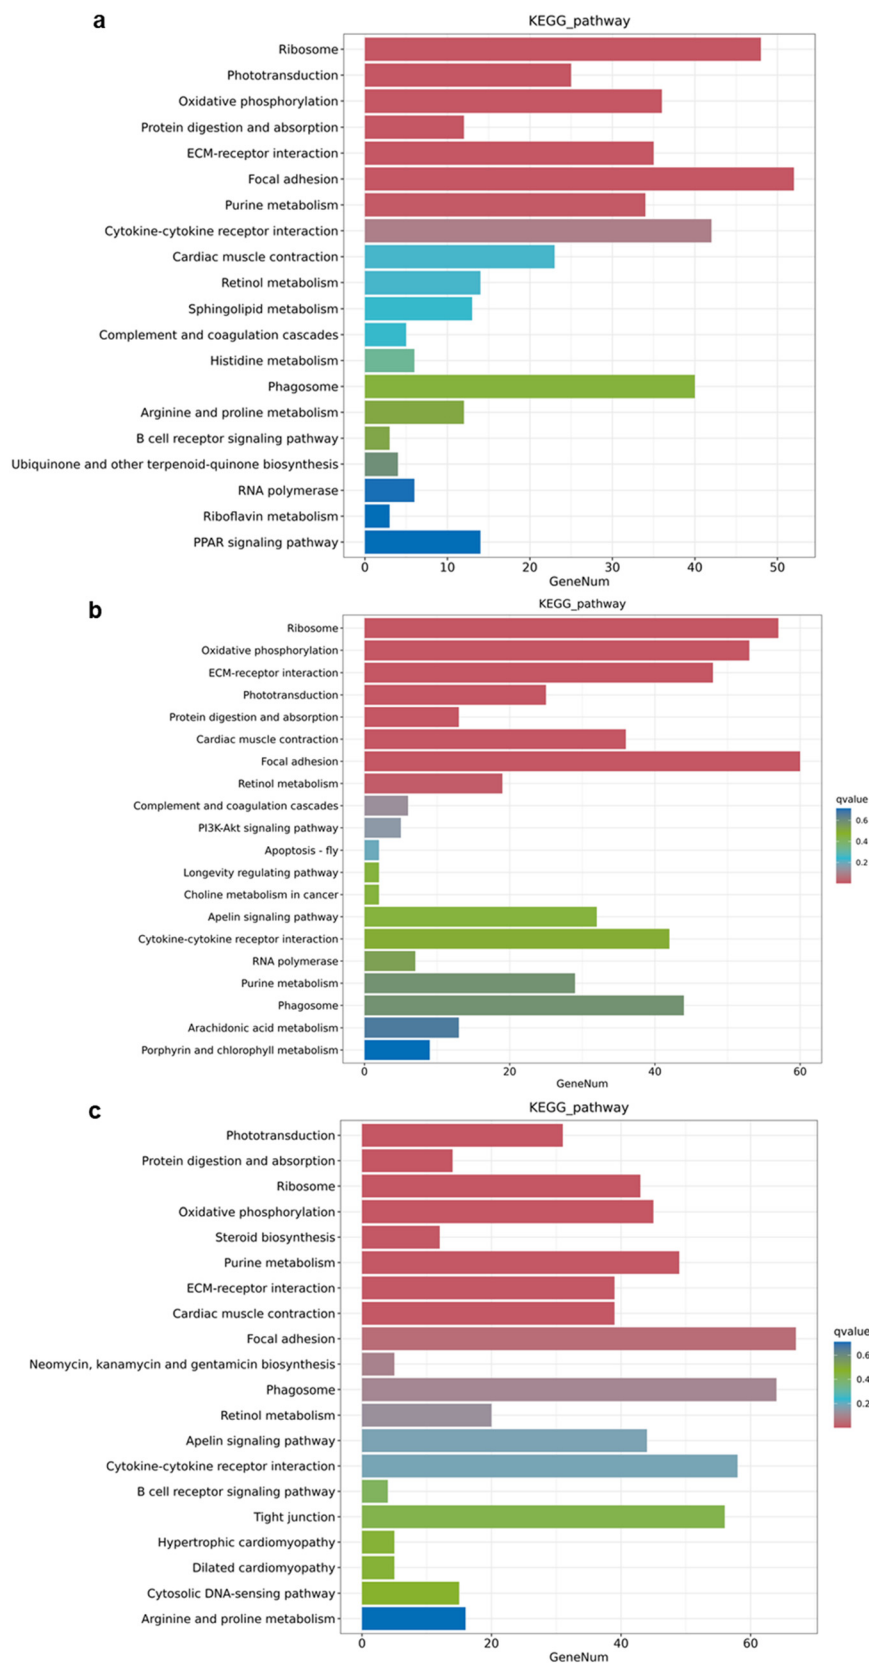 a
KEGG_pathway
Ribosome
Phototransduction
Oxidative phosphorylation
Protein digestion and absorption
ECM-receptor interaction
Focal adhesion
Purine metabolism
Cytokine-cytokine receptor interaction
Cardiac muscle contraction
Retinol metabolism
Sphingolipid metabolism
Complement and coagulation cascades
Histidine metabolism
Phagosome
Arginine and proline metabolism
B cell receptor signaling pathway
Ubiquinone and other terpenoid-quinone biosynthesis
RNA polymerase
Riboflavin metabolism
PPAR signaling pathway
0 10 20 30 40 50
GeneNum
b
KEGG_pathway
Ribosome
Oxidative phosphorylation
ECM-receptor interaction
Phototransduction
Protein digestion and absorption
Cardiac muscle contraction
Focal adhesion
Retinol metabolism
Complement and coagulation cascades
PI3K-Akt signaling pathway
Apoptosis - fly
Longevity regulating pathway
Choline metabolism in cancer
Apelin signaling pathway
Cytokine-cytokine receptor interaction
RNA polymerase
Purine metabolism
Phagosome
Arachidonic acid metabolism
Porphyrin and chlorophyll metabolism
0 20 40 60
GeneNum
qvalue
0.6
0.4
0.2
c
KEGG_pathway
Phototransduction
Protein digestion and absorption
Ribosome
Oxidative phosphorylation
Steroid biosynthesis
Purine metabolism
ECM-receptor interaction
Cardiac muscle contraction
Focal adhesion
Neomycin, kanamycin and gentamicin biosynthesis
Phagosome
Retinol metabolism
Apelin signaling pathway
Cytokine-cytokine receptor interaction
B cell receptor signaling pathway
Tight junction
Hypertrophic cardiomyopathy
Dilated cardiomyopathy
Cytosolic DNA-sensing pathway
Arginine and proline metabolism
0 20 40 60
GeneNum
qvalue
0.6
0.4
0.2